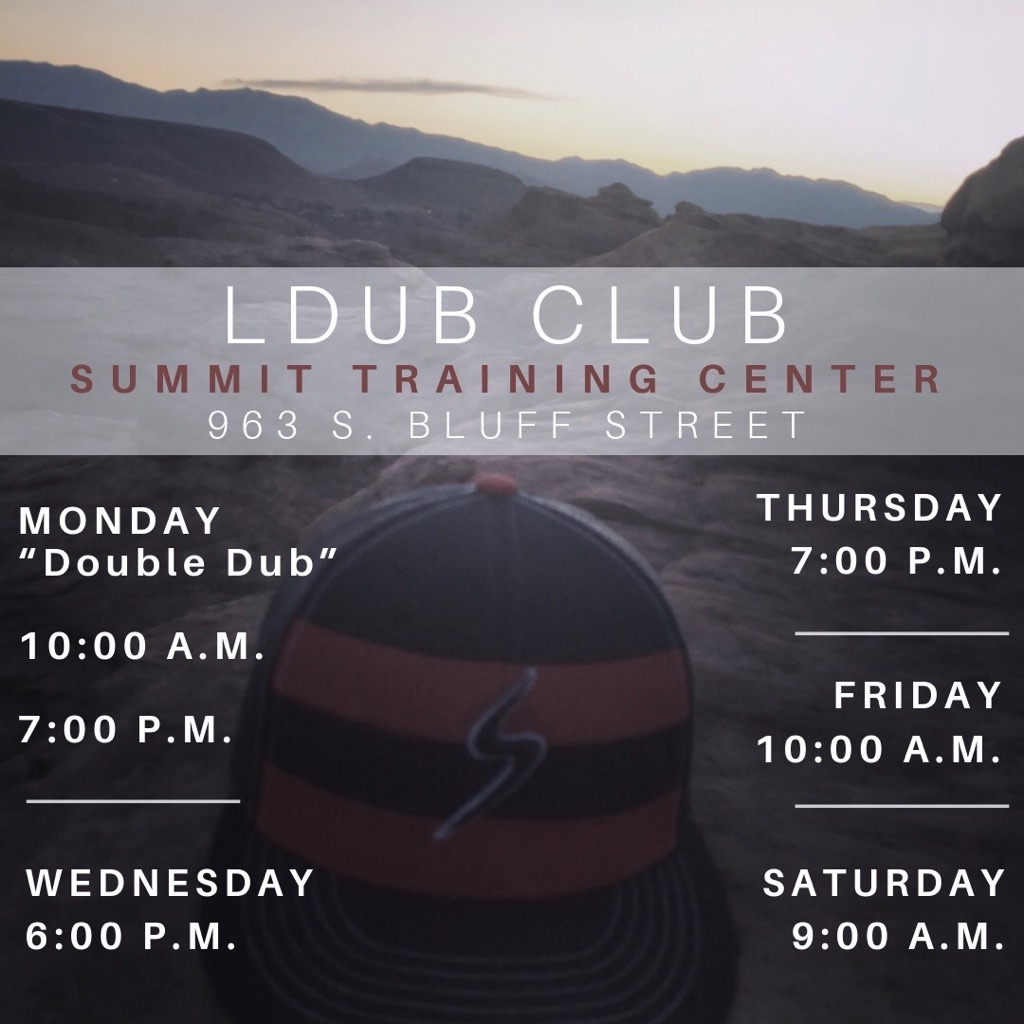 LDUB CLUB
SUMMIT TRAINING CENTER
963 S. BLUFF STREET
MONDAY
“Double Dub”
10:00 A.M.
7:00 P.M.
WEDNESDAY
6:00 P.M.
THURSDAY
7:00 P.M.
FRIDAY
10:00 A.M.
SATURDAY
9:00 A.M.